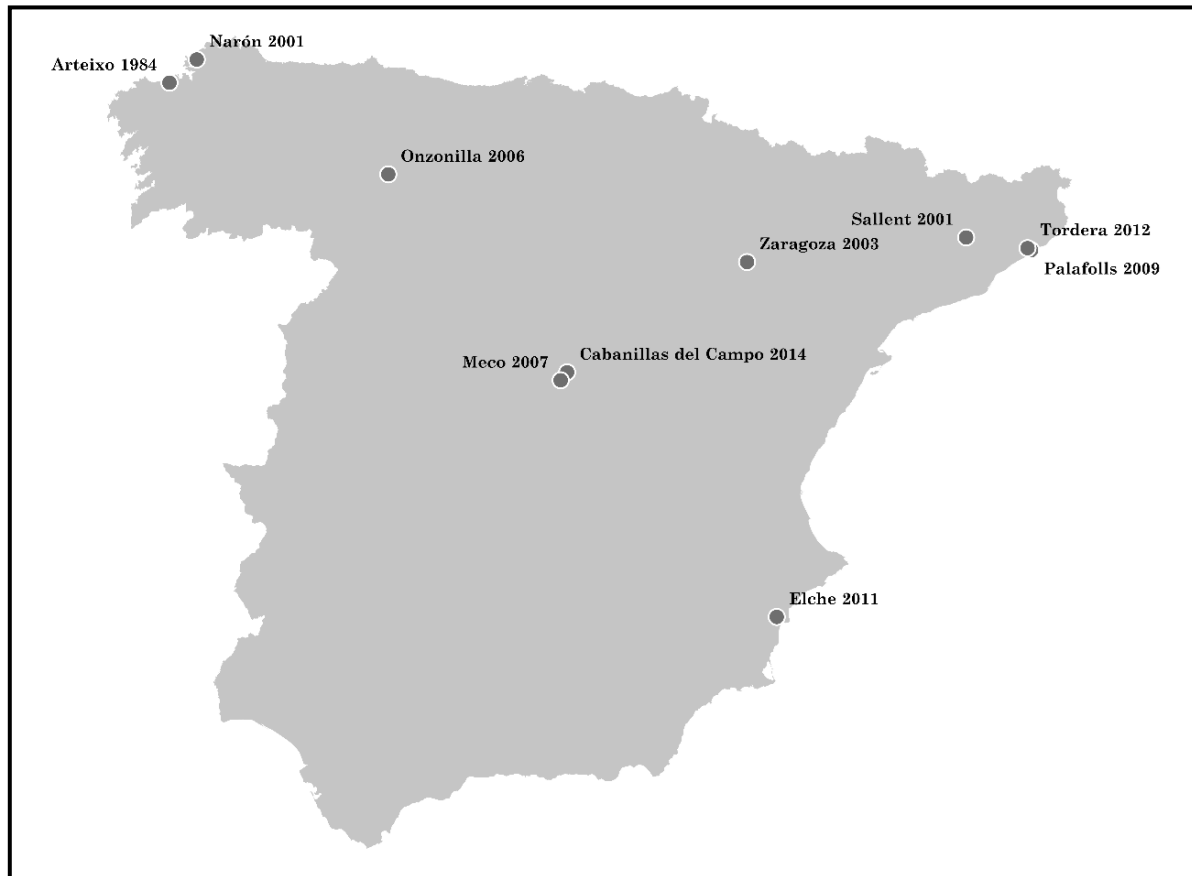 Narón 2001
Arteixo 1984
Onzonilla 2006
Sallent 2001
Tordera 2012
Zaragoza 2003
Palafolls 2009
Cabanillas del Campo 2014
Meco 2007
Elche 2011